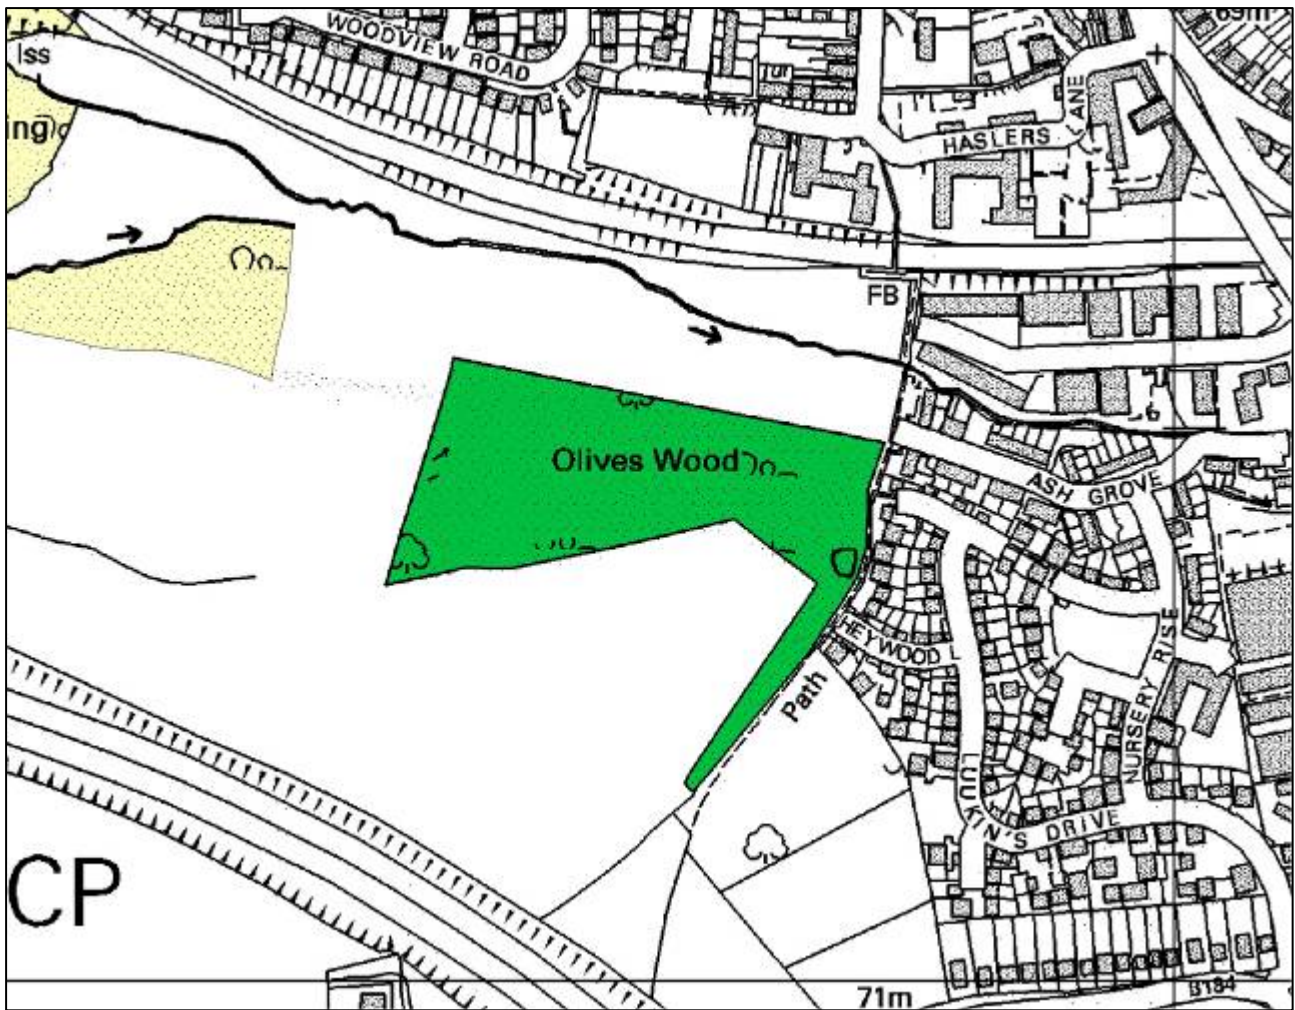 69m
WOODVIEW ROAD
Iss
ing
HASLERS LANE
FB
Olives Wood
ASH GROVE
HEYWOOD L
NURSERY RISE
Path
LUKIN'S DRIVE
CP
71m
B184